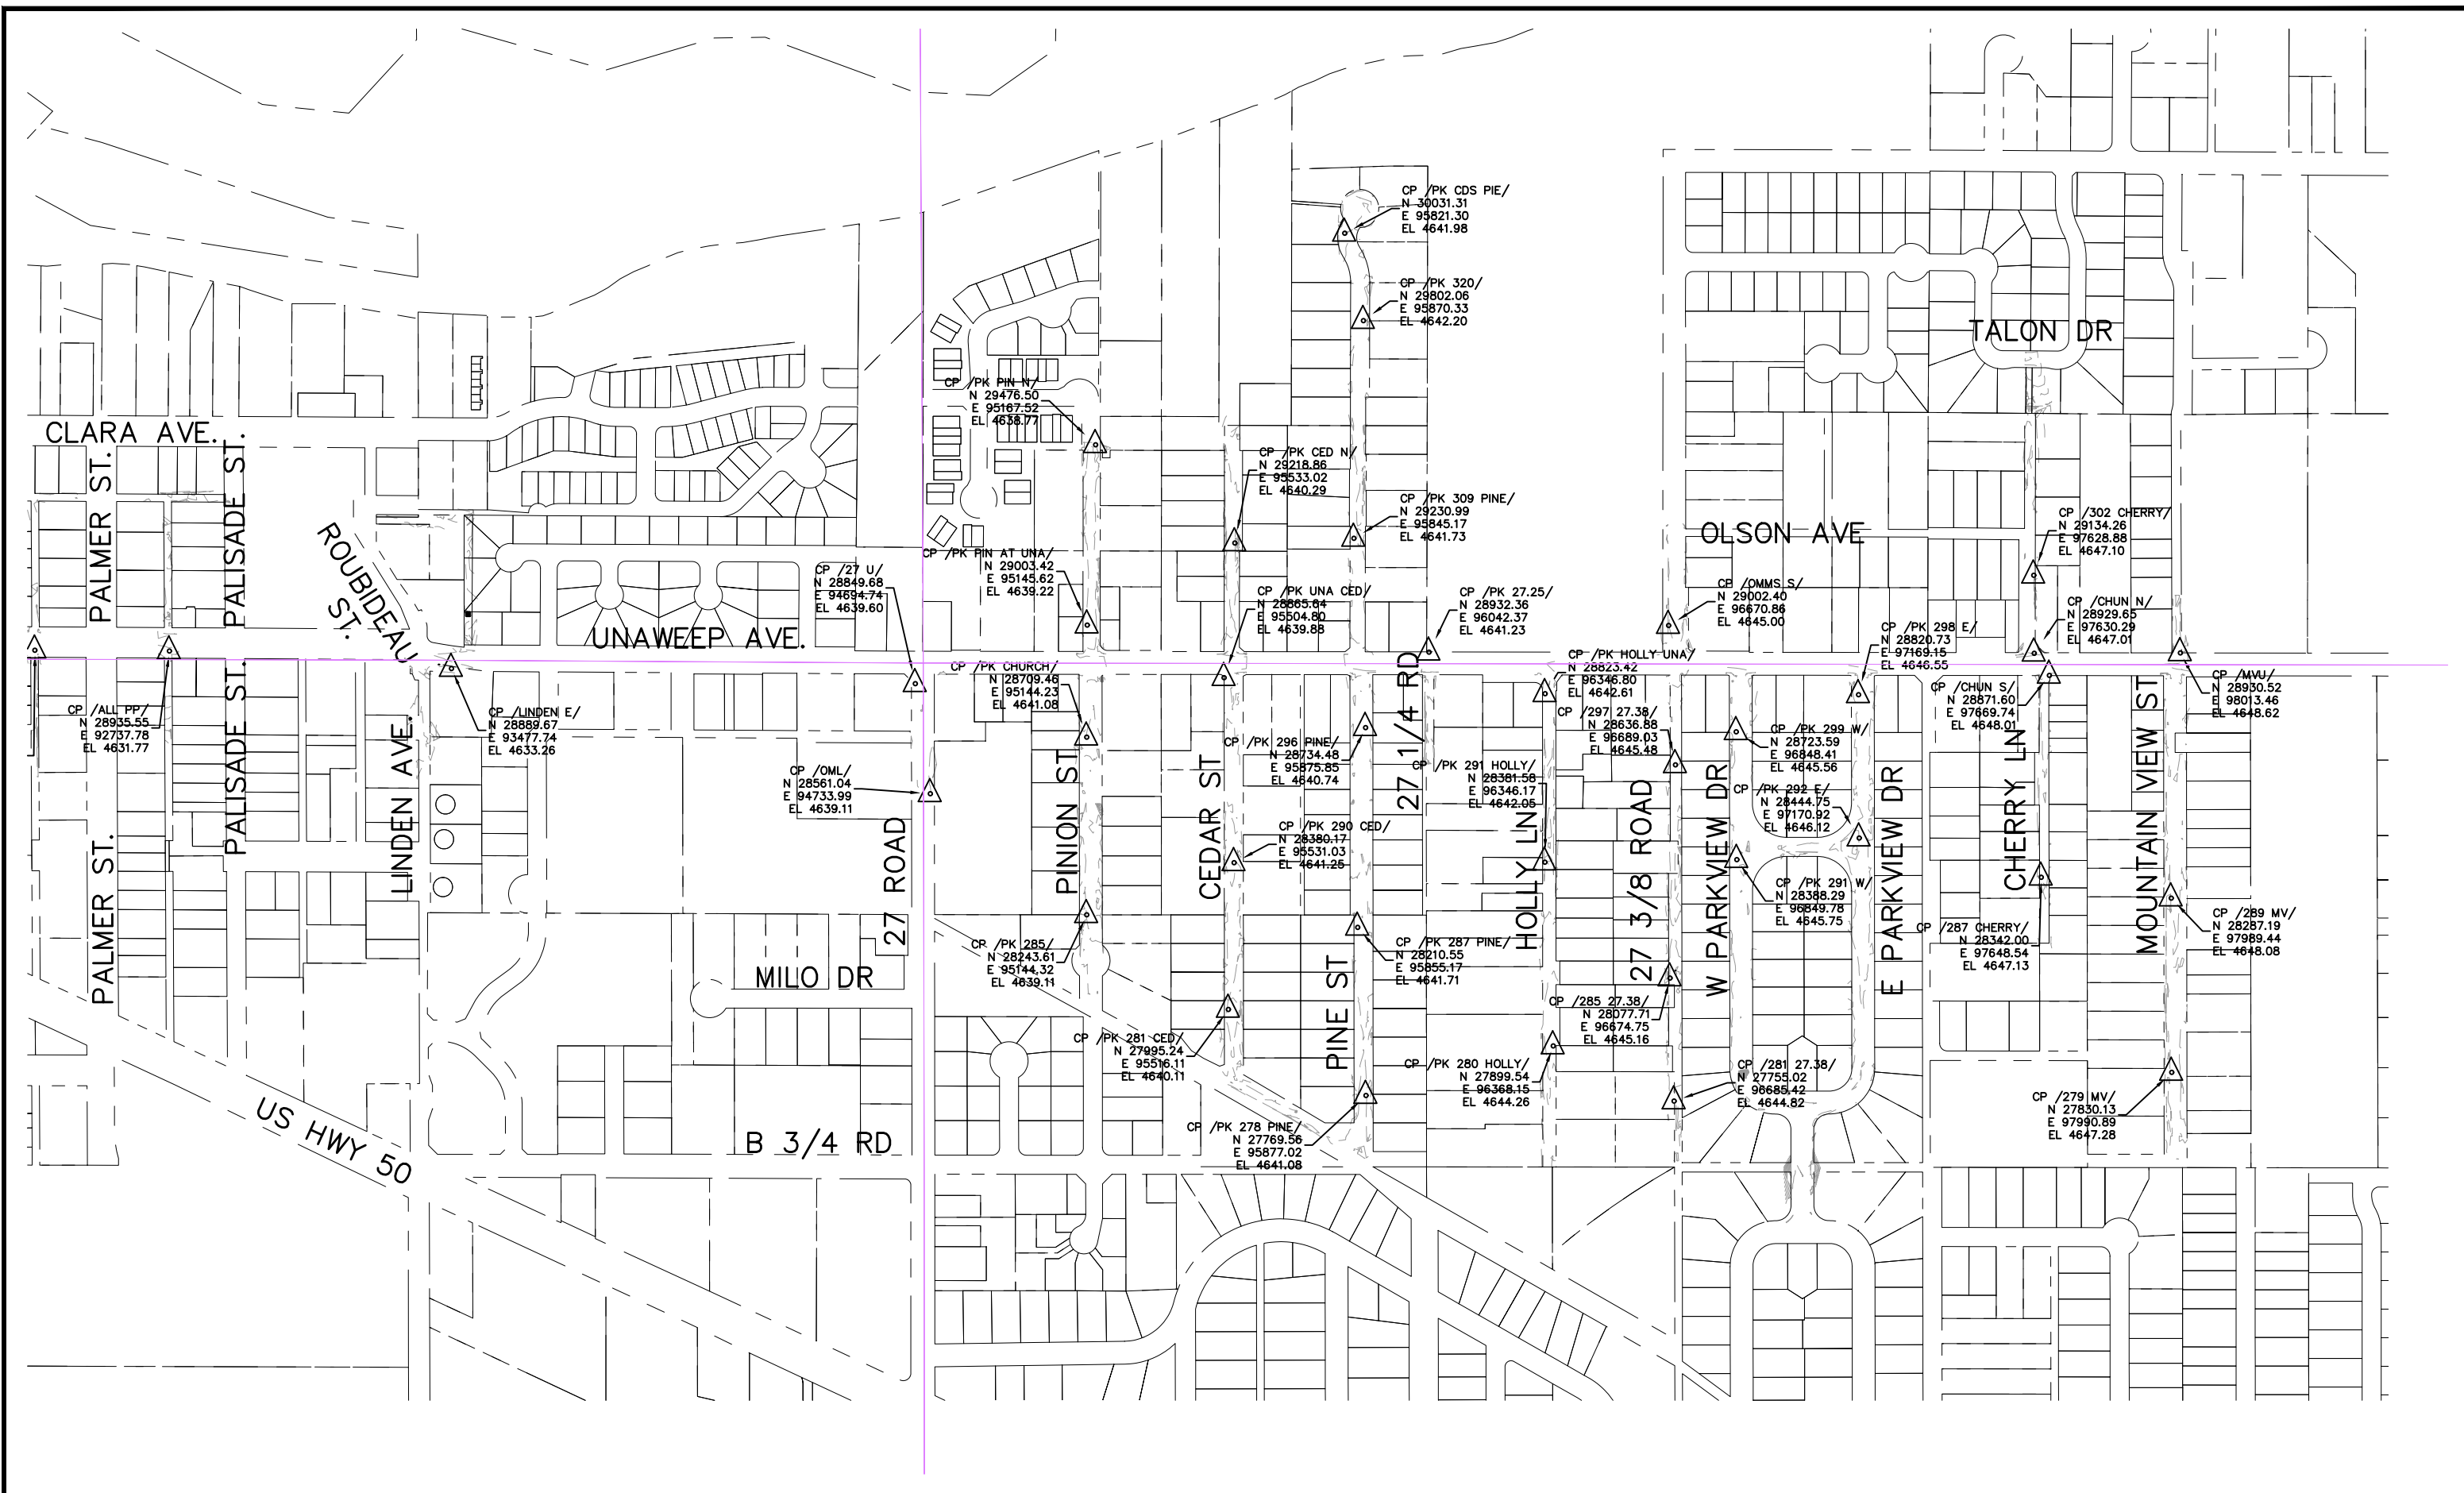 CP /PK CDS PIE/
N 30031.31
E 95821.30
EL 4641.98
CP /PK 320/
N 29802.06
E 95870.33
EL 4642.20
TALON DR
CP /PK PIN N/
N 29476.50
E 95167.52
EL 4638.77
CLARA AVE.
PALMER ST.
PALISADE ST.
CP /PK CED N/
N 29218.86
E 95533.02
EL 4640.29
CP /PK 309 PINE/
N 29230.99
E 95845.17
EL 4641.73
OLSON AVE
CP /302 CHERRY/
N 29134.26
E 97628.88
EL 4647.10
ROUBIDEAU
ST.
CP /PK PIN AT UNA/
N 29003.42
E 95145.62
EL 4639.22
CP /27 U/
N 28849.68
E 94694.74
EL 4639.60
CP /PK UNA CED/
N 28865.64
E 95504.80
EL 4639.88
CP /PK 27.25/
N 28932.36
E 96042.37
EL 4641.23
CP /OMMS S/
N 29002.40
E 96670.86
EL 4645.00
CP /CHUN N/
N 28929.65
E 97630.29
EL 4647.01
UNAWEEP AVE.
CP /PK 298 E/
N 28820.73
E 97169.15
EL 4646.55
CP /PK CHURCH/
N 28709.46
E 95144.23
EL 4641.08
CP /PK HOLLY UNA/
N 28823.42
E 96346.80
EL 4642.61
CP /CHUN S/
N 28871.60
E 97669.74
EL 4648.01
CP /MVU/
N 28930.52
E 98013.46
EL 4648.62
CP /ALL PP/
N 28935.55
E 92737.78
EL 4631.77
CP /LINDEN E/
N 28889.67
E 93477.74
EL 4633.26
CP /297 27.38/
N 28636.88
E 96689.03
EL 4645.48
CP /PK 299 W/
N 28723.59
E 96848.41
EL 4645.56
CP /PK 296 PINE/
N 28734.48
E 95875.85
EL 4640.74
CP /PK 291 HOLLY/
N 28381.58
E 96346.17
EL 4642.05
CP /OML/
N 28561.04
E 94733.99
EL 4639.11
CP /PK 292 E/
N 28444.75
E 97170.92
EL 4646.12
PALMER ST.
PALISADE ST.
LINDEN AVE.
27 ROAD
PINION ST
CEDAR ST
PINE ST
27 1/4 RD
HOLLY LN
27 3/8 ROAD
W PARKVIEW DR
E PARKVIEW DR
CHERRY LN
MOUNTAIN VIEW ST
CP /PK 290 CED/
N 28380.17
E 95531.03
EL 4641.25
CP /PK 291 W/
N 28388.29
E 96849.78
EL 4645.75
CP /287 CHERRY/
N 28342.00
E 97648.54
EL 4647.13
CP /289 MV/
N 28287.19
E 97989.44
EL 4648.08
CP /PK 285/
N 28243.61
E 95144.32
EL 4639.11
CP /PK 287 PINE/
N 28210.55
E 95855.17
EL 4641.71
MILO DR
CP /285 27.38/
N 28077.71
E 96674.75
EL 4645.16
CP /PK 281 CED/
N 27995.24
E 95516.11
EL 4640.11
CP /PK 280 HOLLY/
N 27899.54
E 96368.15
EL 4644.26
CP /281 27.38/
N 27755.02
E 96685.42
EL 4644.82
CP /279 MV/
N 27830.13
E 97990.89
EL 4647.28
US HWY 50
B 3/4 RD
CP /PK 278 PINE/
N 27769.56
E 95877.02
EL 4641.08